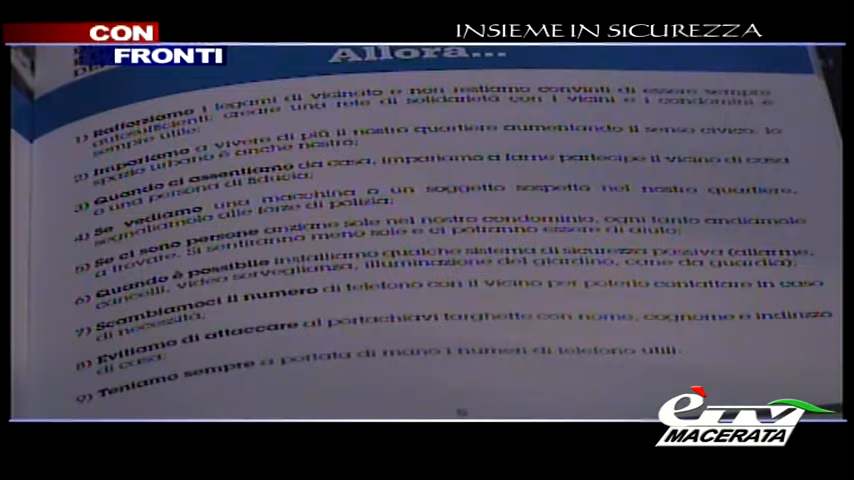 CON
FRONTI
INSIEME IN SICUREZZA
Allora...
1) Rafforziamo i legami di vicinato e non restiamo convinti di essere sempre
autosufficienti; creare una rete di solidarietà con i vicini e i condomini è
sempre utile;
2) Impariamo a vivere di più il nostro quartiere aumentando il senso civico, lo
spazio urbano è anche nostro;
3) Quando ci assentiamo da casa, impariamo a farne partecipe il vicino di casa
o una persona di fiducia;
4) Se vediamo una macchina o un soggetto sospetto nel nostro quartiere,
segnaliamolo alle forze di polizia;
5) Se ci sono persone anziane sole nel nostro condominio, ogni tanto andiamole
a trovare. Si sentiranno meno sole e ci potranno essere di aiuto;
6) Quando è possibile installiamo qualche sistema di sicurezza passiva (allarme,
cancelli, video sorveglianza, illuminazione del giardino, cane da guardia);
7) Scambiamoci il numero di telefono con il vicino per poterlo contattare in caso
di necessità;
8) Evitiamo di attaccare al portachiavi targhette con nome, cognome e indirizzo
di casa;
9) Teniamo sempre a portata di mano i numeri di telefono utili.
èTV
MACERATA